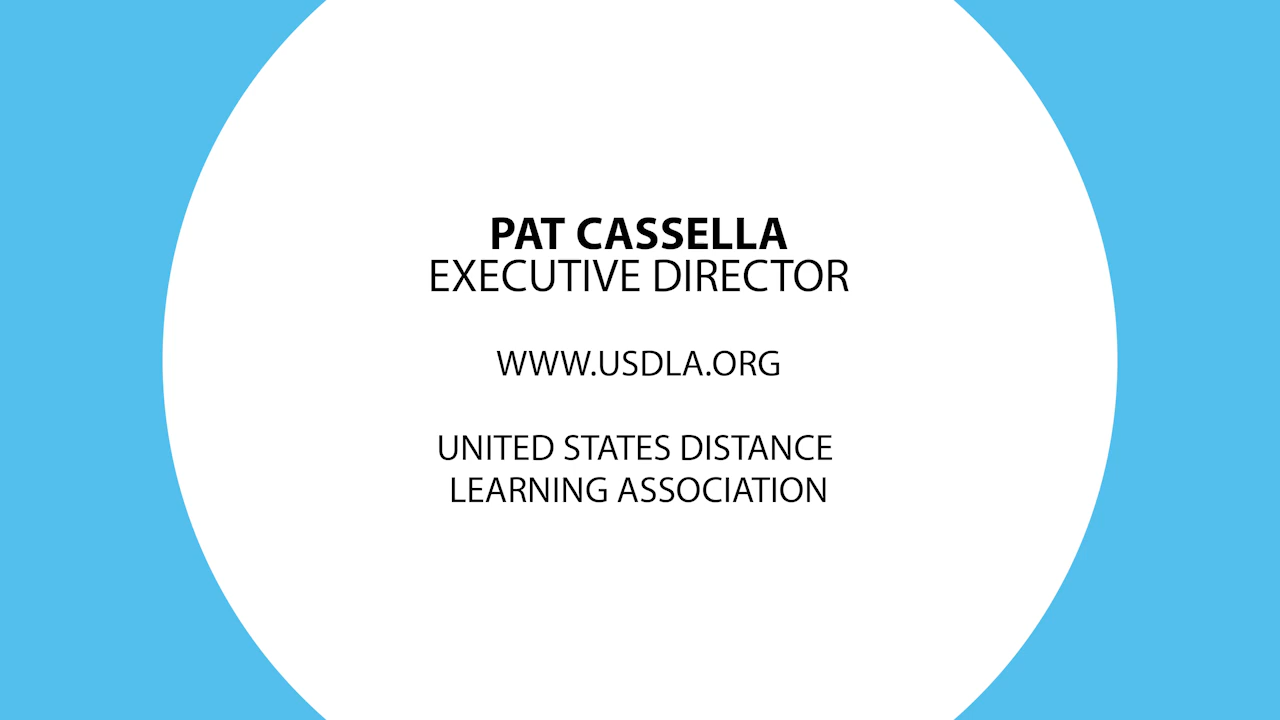 PAT CASSELLA
EXECUTIVE DIRECTOR
WWW.USDLA.ORG
UNITED STATES DISTANCE
LEARNING ASSOCIATION